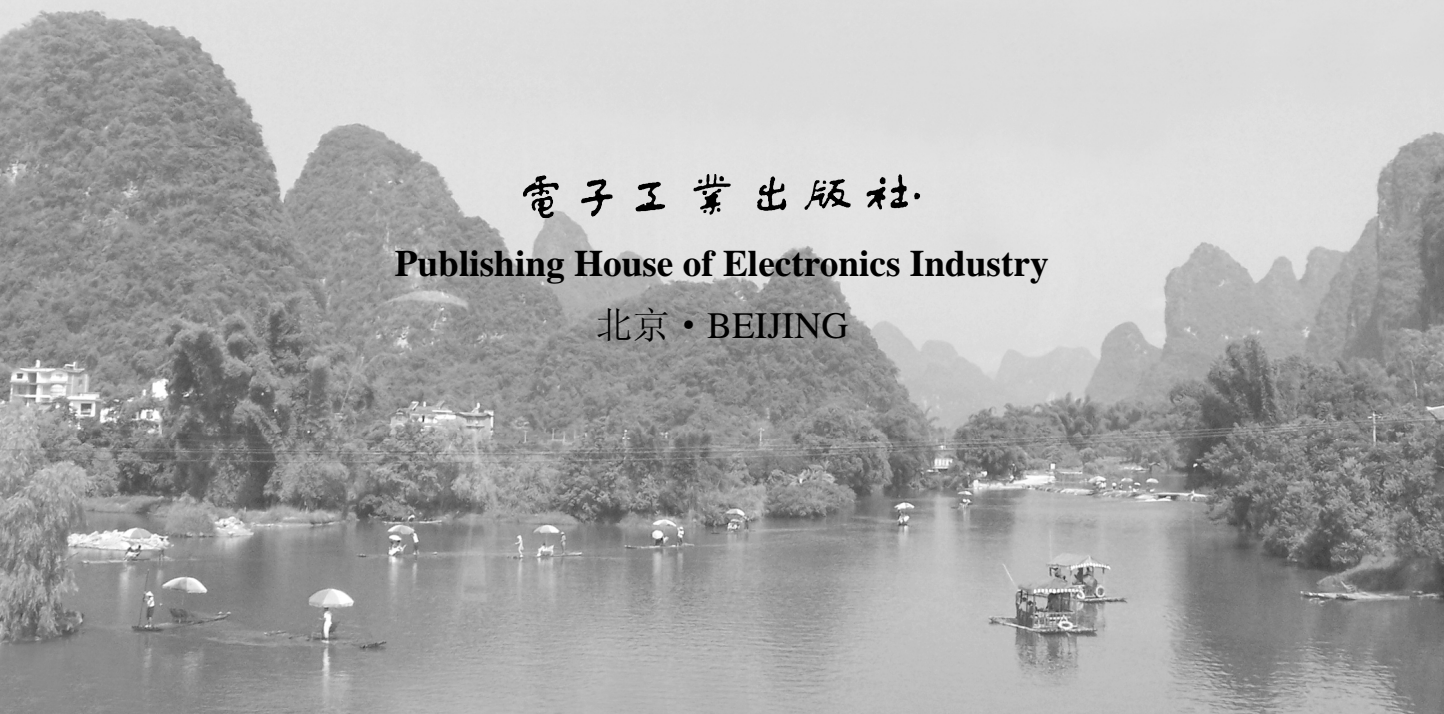 電子工業出版社·
Publishing House of Electronics Industry
北京·BEIJING